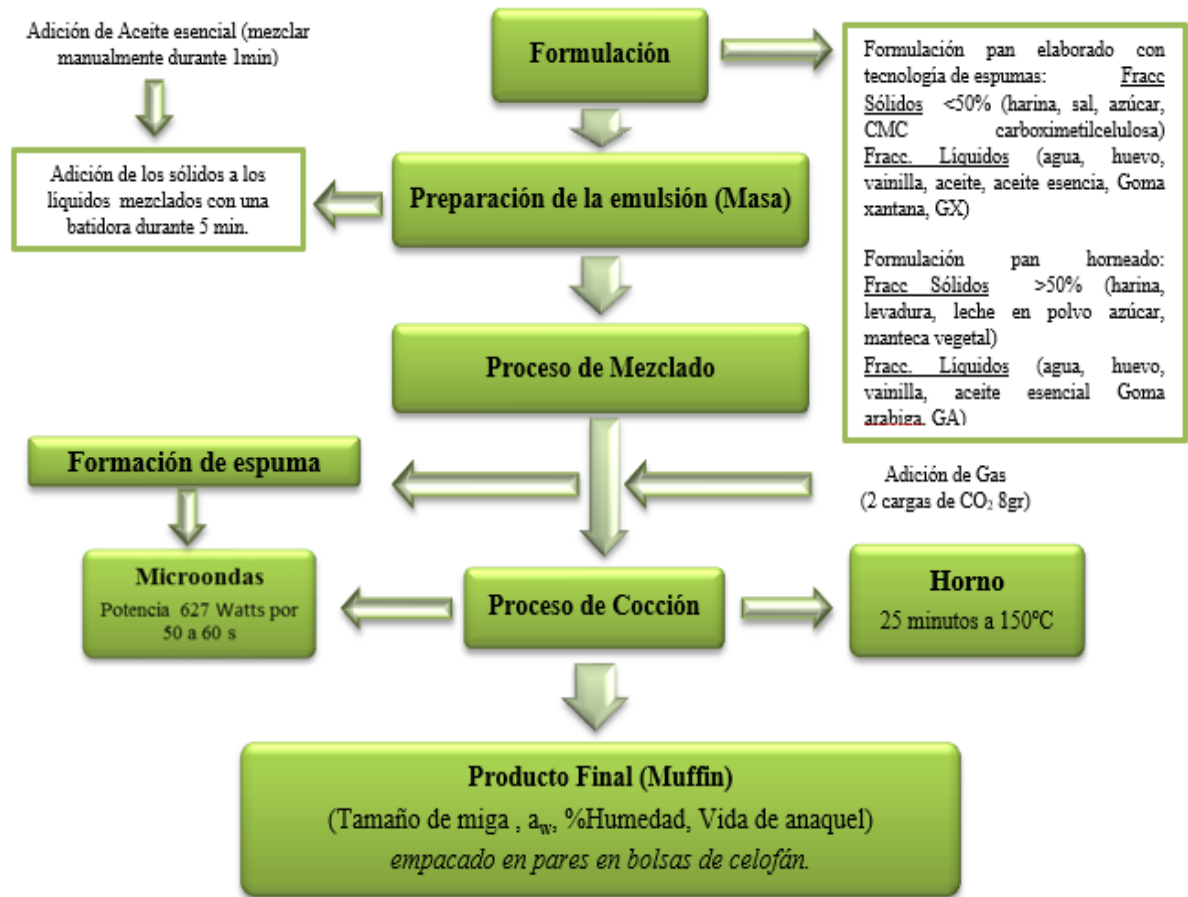 Adición de Aceite esencial (mezclar
manualmente durante 1min)
Formulación
Formulación pan elaborado con
tecnología de espumas: Fracc
Sólidos <50% (harina, sal, azúcar,
CMC carboximetilcelulosa)
Fracc. Líquidos (agua, huevo,
vainilla, aceite, aceite esencia, Goma
xantana, GX)
Formulación pan horneado:
Fracc Sólidos >50% (harina,
levadura, leche en polvo azúcar,
manteca vegetal)
Fracc. Líquidos (agua, huevo,
vainilla, aceite esencial Goma
arabiga. GA)
Adición de los sólidos a los
líquidos mezclados con una
batidora durante 5 min.
Preparación de la emulsión (Masa)
Proceso de Mezclado
Formación de espuma
Adición de Gas
(2 cargas de CO₂ 8gr)
Microondas
Potencia 627 Watts por
50 a 60 s
Proceso de Cocción
Horno
25 minutos a 150ºC
Producto Final (Muffin)
(Tamaño de miga , aw, %Humedad, Vida de anaquel)
empacado en pares en bolsas de celofán.